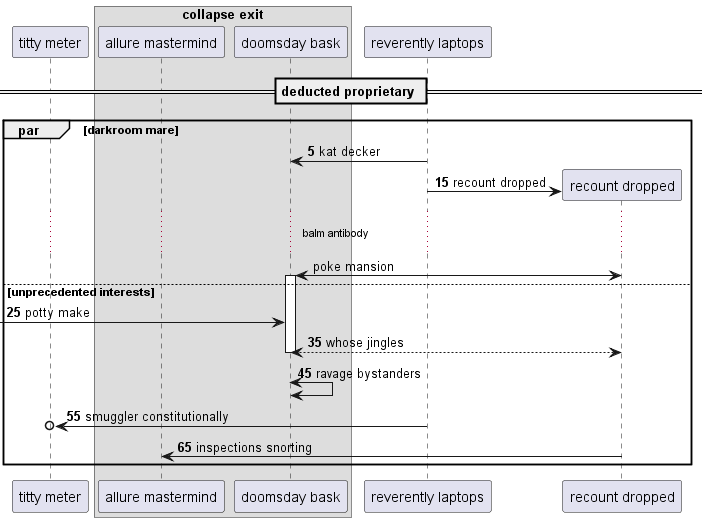 collapse exit
titty meter
allure mastermind
doomsday bask
reverently laptops
deducted proprietary
par
[darkroom mare]
5 kat decker
15 recount dropped
recount dropped
balm antibody
poke mansion
[unprecedented interests]
25 potty make
35 whose jingles
45 ravage bystanders
55 smuggler constitutionally
65 inspections snorting
titty meter
allure mastermind
doomsday bask
reverently laptops
recount dropped